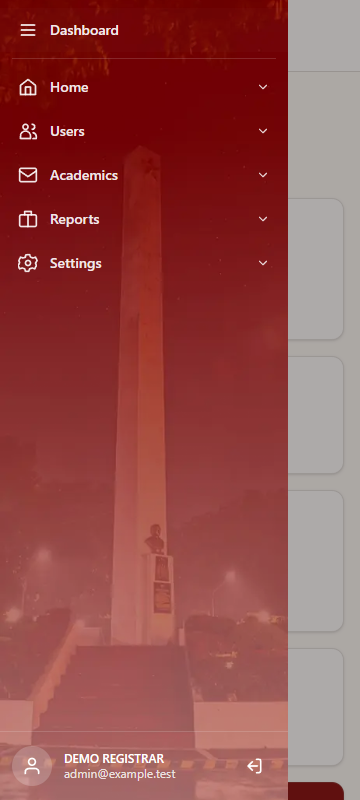 Dashboard
Home
Users
Academics
Reports
Settings
DEMO REGISTRAR
admin@example.test